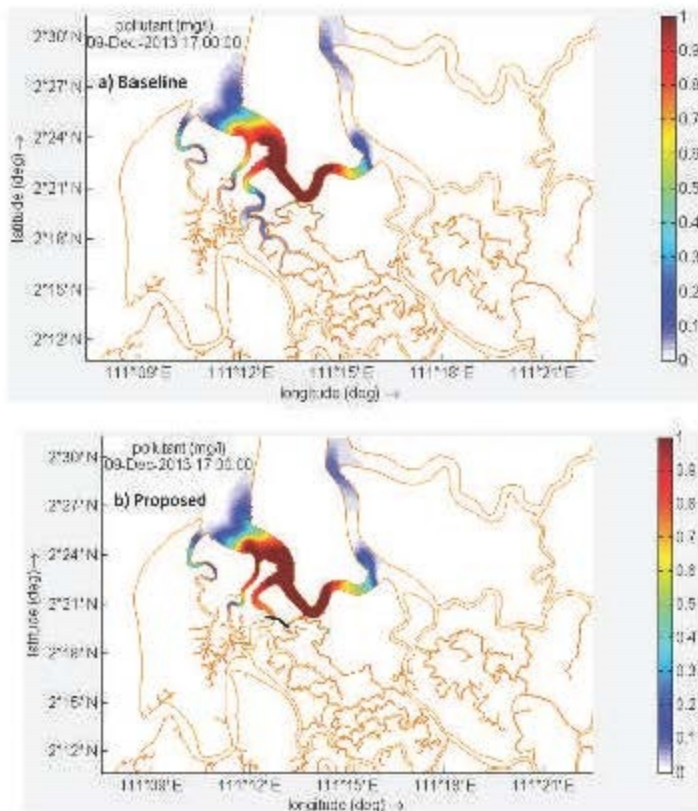 pollutant (mg/l)
09-Dec-2013 17:00:00
a) Baseline
2°30'N
2°27'N
2°24'N
2°21'N
2°18'N
2°15'N
2°12'N
latitude (deg) →
111°09'E
111°12'E
111°15'E
111°18'E
111°21'E
longitude (deg) →
1
0.9
0.8
0.7
0.6
0.5
0.4
0.3
0.2
0.1
0
pollutant (mg/l)
09-Dec-2013 17:00:00
b) Proposed
2°30'N
2°27'N
2°24'N
2°21'N
2°18'N
2°15'N
2°12'N
latitude (deg) →
111°09'E
111°12'E
111°15'E
111°18'E
111°21'E
longitude (deg) →
1
0.9
0.8
0.7
0.6
0.5
0.4
0.3
0.2
0.1
0